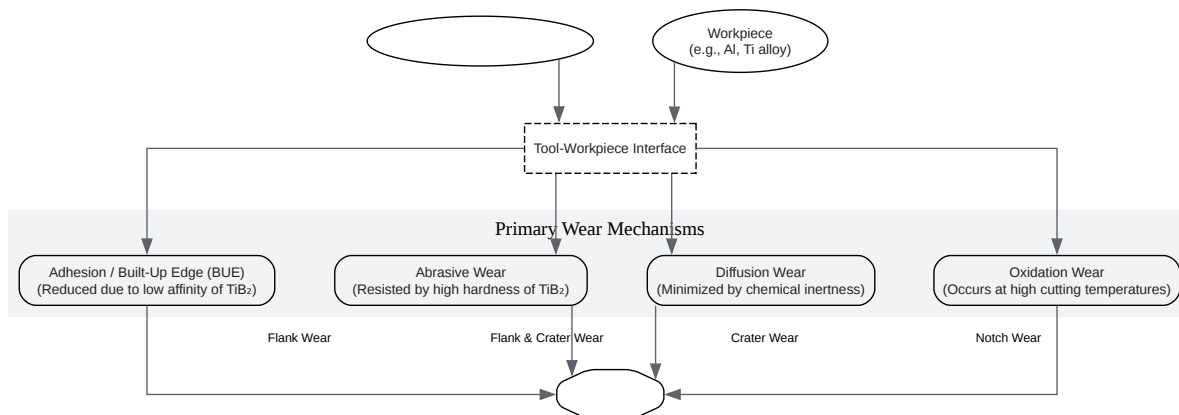 Workpiece
(e.g., Al, Ti alloy)
Tool-Workpiece Interface
Primary Wear Mechanisms
Adhesion / Built-Up Edge (BUE)
(Reduced due to low affinity of TiB₂)
Abrasive Wear
(Resisted by high hardness of TiB₂)
Diffusion Wear
(Minimized by chemical inertness)
Oxidation Wear
(Occurs at high cutting temperatures)
Flank Wear
Flank & Crater Wear
Crater Wear
Notch Wear